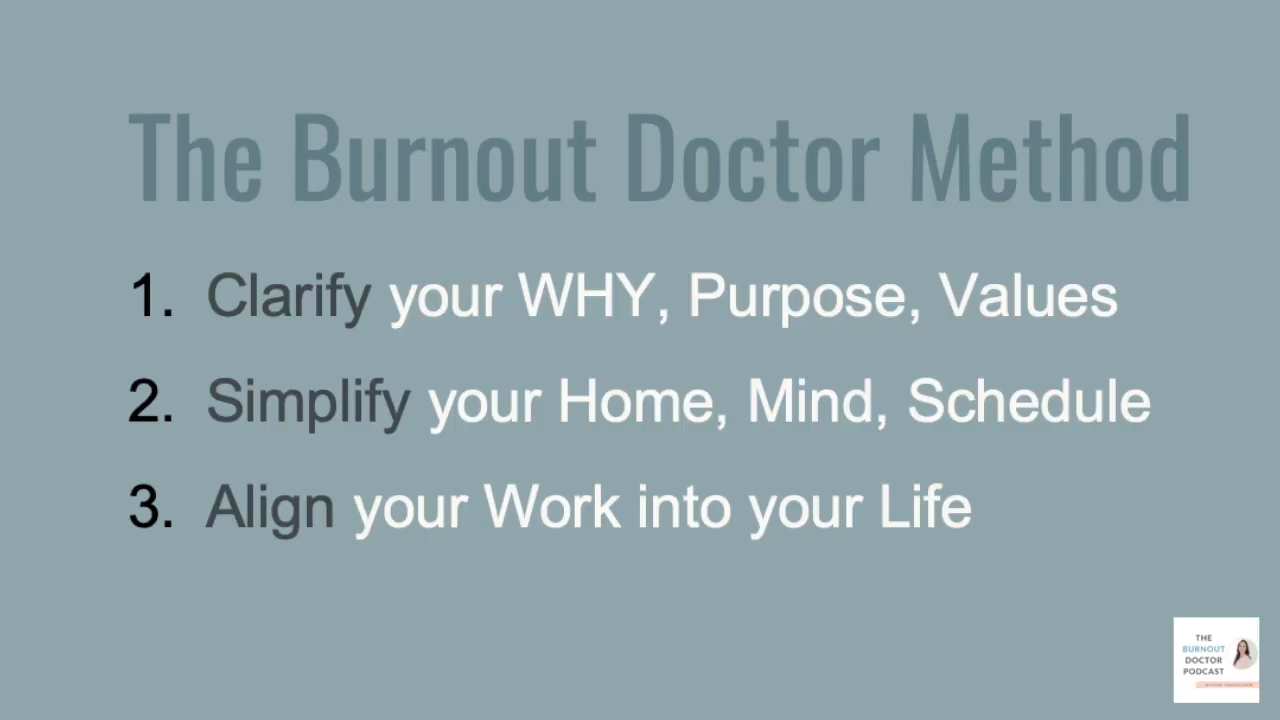 The Burnout Doctor Method
1. Clarify your WHY, Purpose, Values
2. Simplify your Home, Mind, Schedule
3. Align your Work into your Life
THE
BURNOUT
DOCTOR
PODCAST